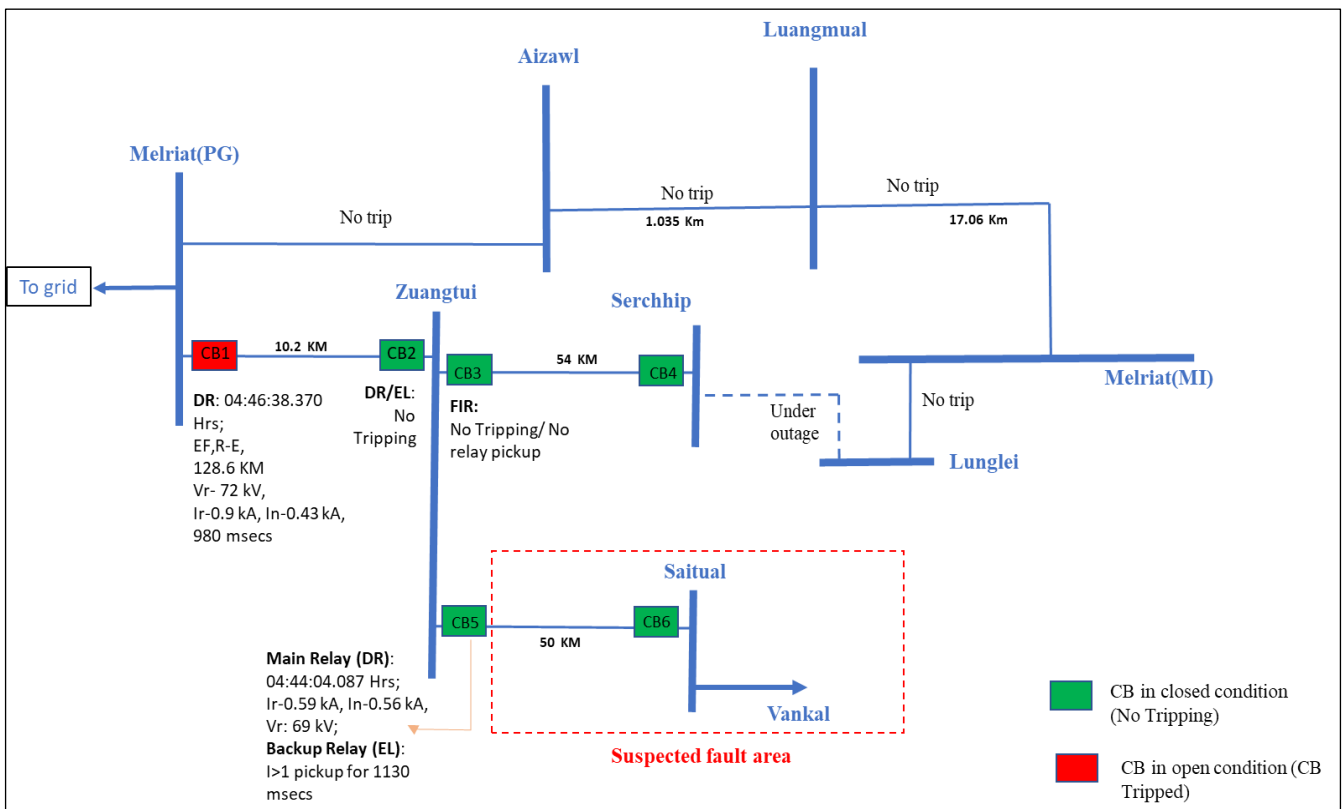 Luangmual
Aizawl
Melriat(PG)
No trip
No trip
No trip
1.035 Km
17.06 Km
To grid
Zuangtui
Serchhip
CB1
10.2 KM
CB2
CB3
54 KM
CB4
Melriat(MI)
DR: 04:46:38.370
Hrs;
EF,R-E,
128.6 KM
Vr- 72 kV,
Ir-0.9 kA, In-0.43 kA,
980 msecs
DR/EL:
No
Tripping
FIR:
No Tripping/ No
relay pickup
Under
outage
No trip
Lunglei
Saitual
CB5
50 KM
CB6
Main Relay (DR):
04:44:04.087 Hrs;
Ir-0.59 kA, In-0.56 kA,
Vr: 69 kV;
Backup Relay (EL):
I>1 pickup for 1130
msecs
Vankal
Suspected fault area
CB in closed condition
(No Tripping)
CB in open condition (CB
Tripped)